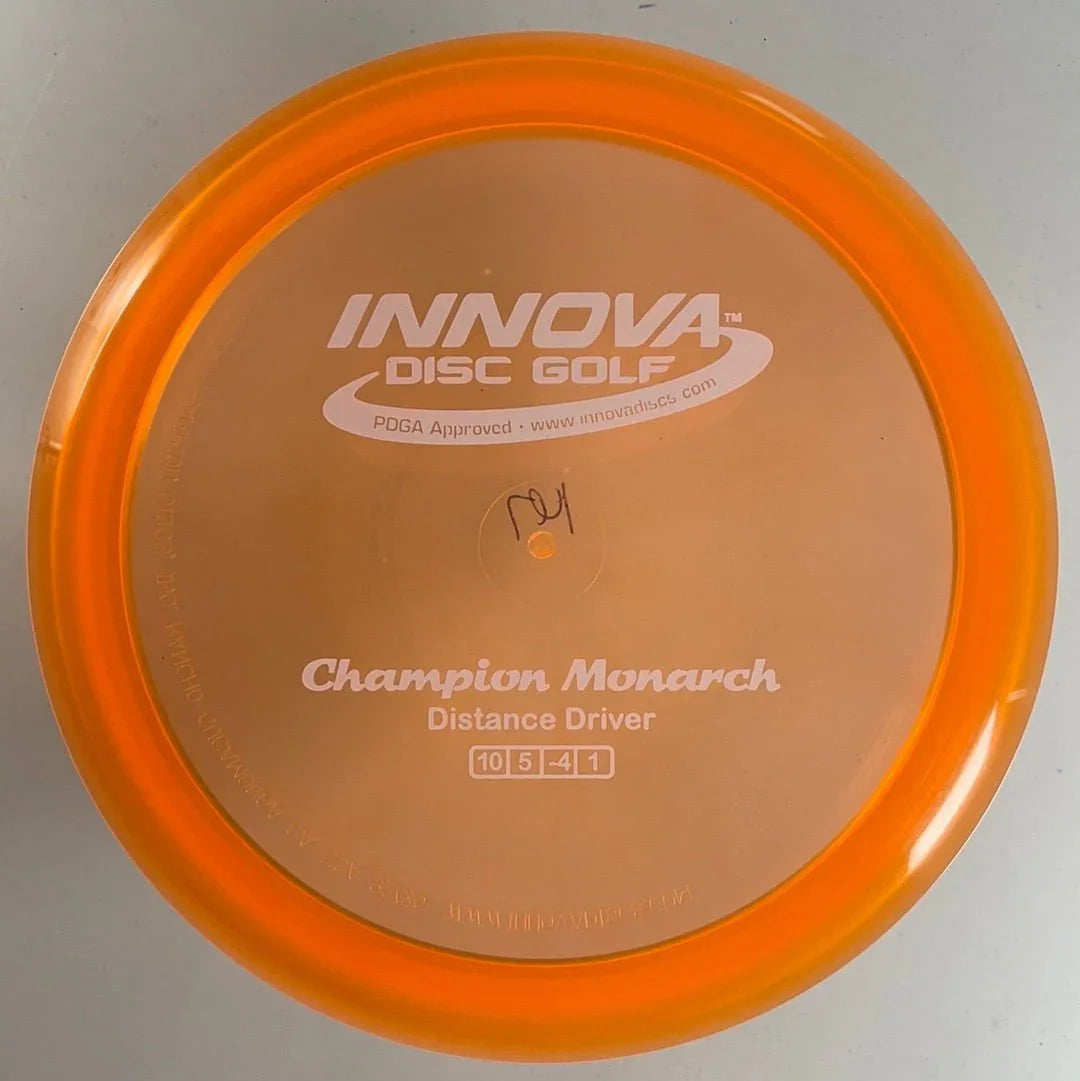 INNOVA™
DISC GOLF
PDGA Approved · www.innovadiscs com
Champion Monarch
Distance Driver
10 5 -4 1